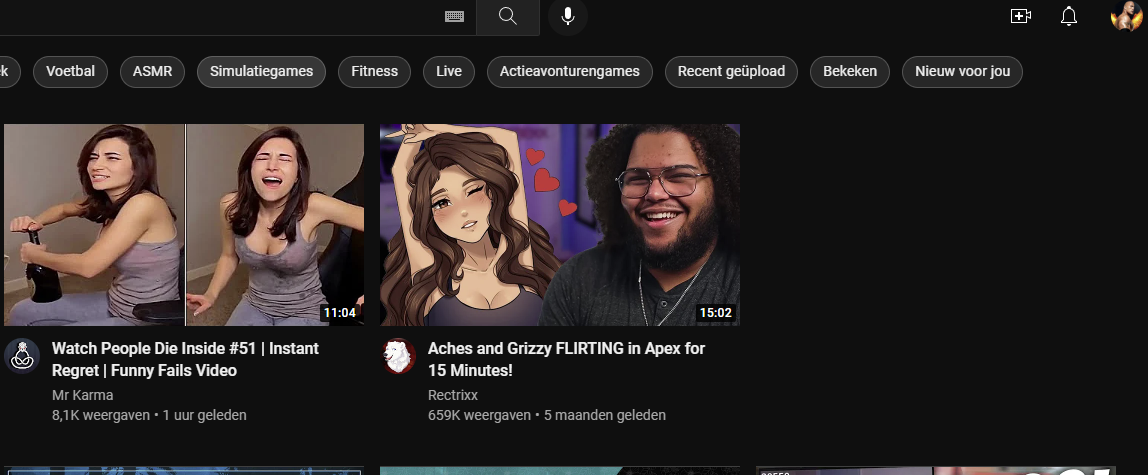 Voetbal
ASMR
Simulatiegames
Fitness
Live
Actieavonturengames
Recent geüpload
Bekeken
Nieuw voor jou
11:04
15:02
Watch People Die Inside #51 | Instant
Regret | Funny Fails Video
Mr Karma
8,1K weergaven • 1 uur geleden
Aches and Grizzy FLIRTING in Apex for
15 Minutes!
Rectrixx
659K weergaven • 5 maanden geleden